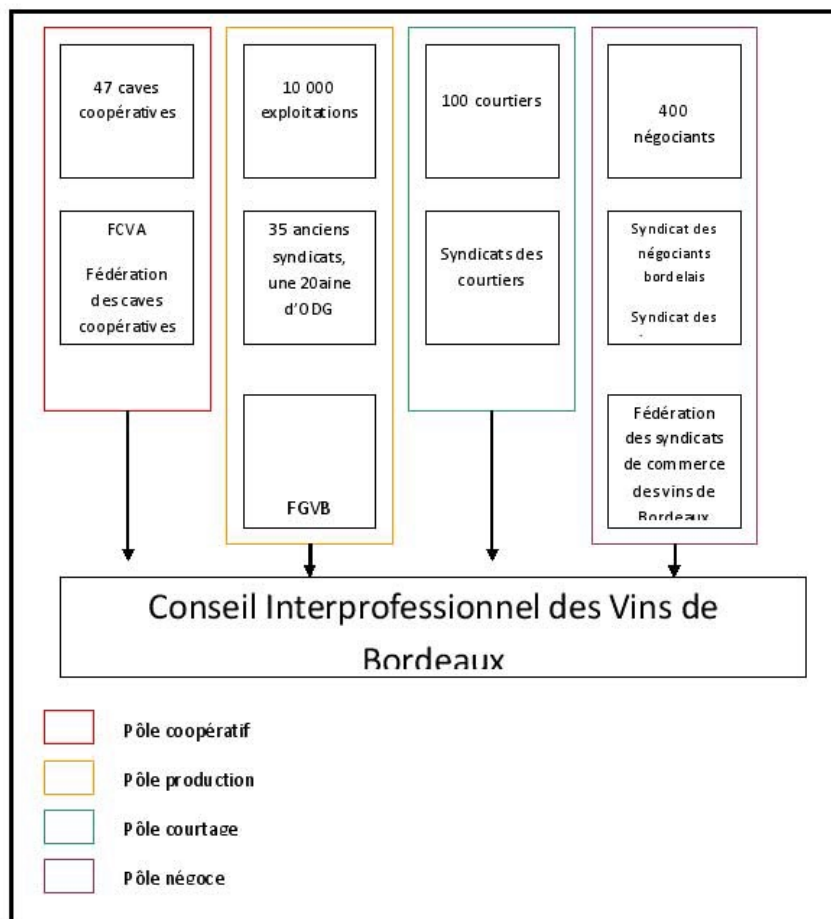 47 caves
coopératives
10 000
exploitations
100 courtiers
400
négociants
FCVA
Fédération
des caves
coopératives
35 anciens
syndicats,
une 20aine
d'ODG
Syndicats des
courtiers
Syndicat des
négociants
bordelais
Syndicat des
FGVB
Fédération
des syndicats
de commerce
des vins de
Bordeaux
Conseil Interprofessionnel des Vins de
Bordeaux
Pôle coopératif
Pôle production
Pôle courtage
Pôle négoce